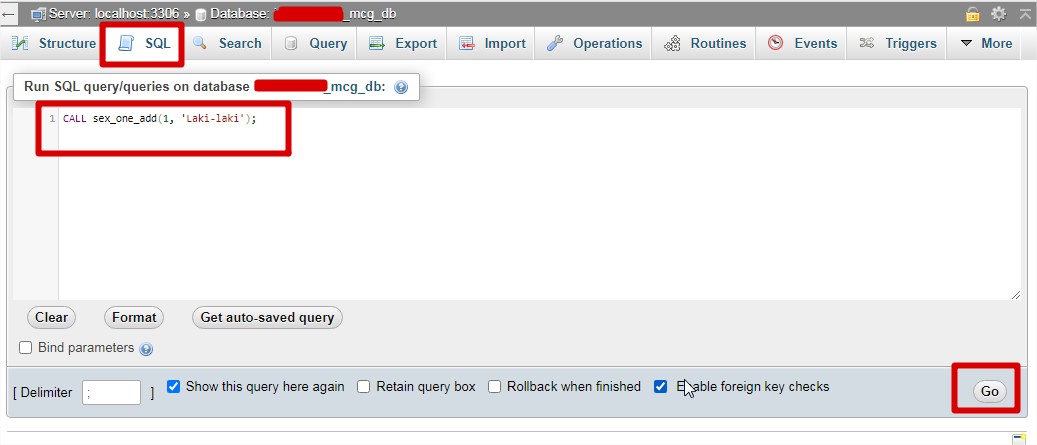 Server: localhost:3306 » Database: _mcg_db
Structure SQL Search Query Export Import Operations Routines Events Triggers More
Run SQL query/queries on database _mcg_db:
1 CALL sex_one_add(1, 'Laki-laki');
Clear Format Get auto-saved query
Bind parameters
[ Delimiter ; ] Show this query here again Retain query box Rollback when finished Enable foreign key checks Go